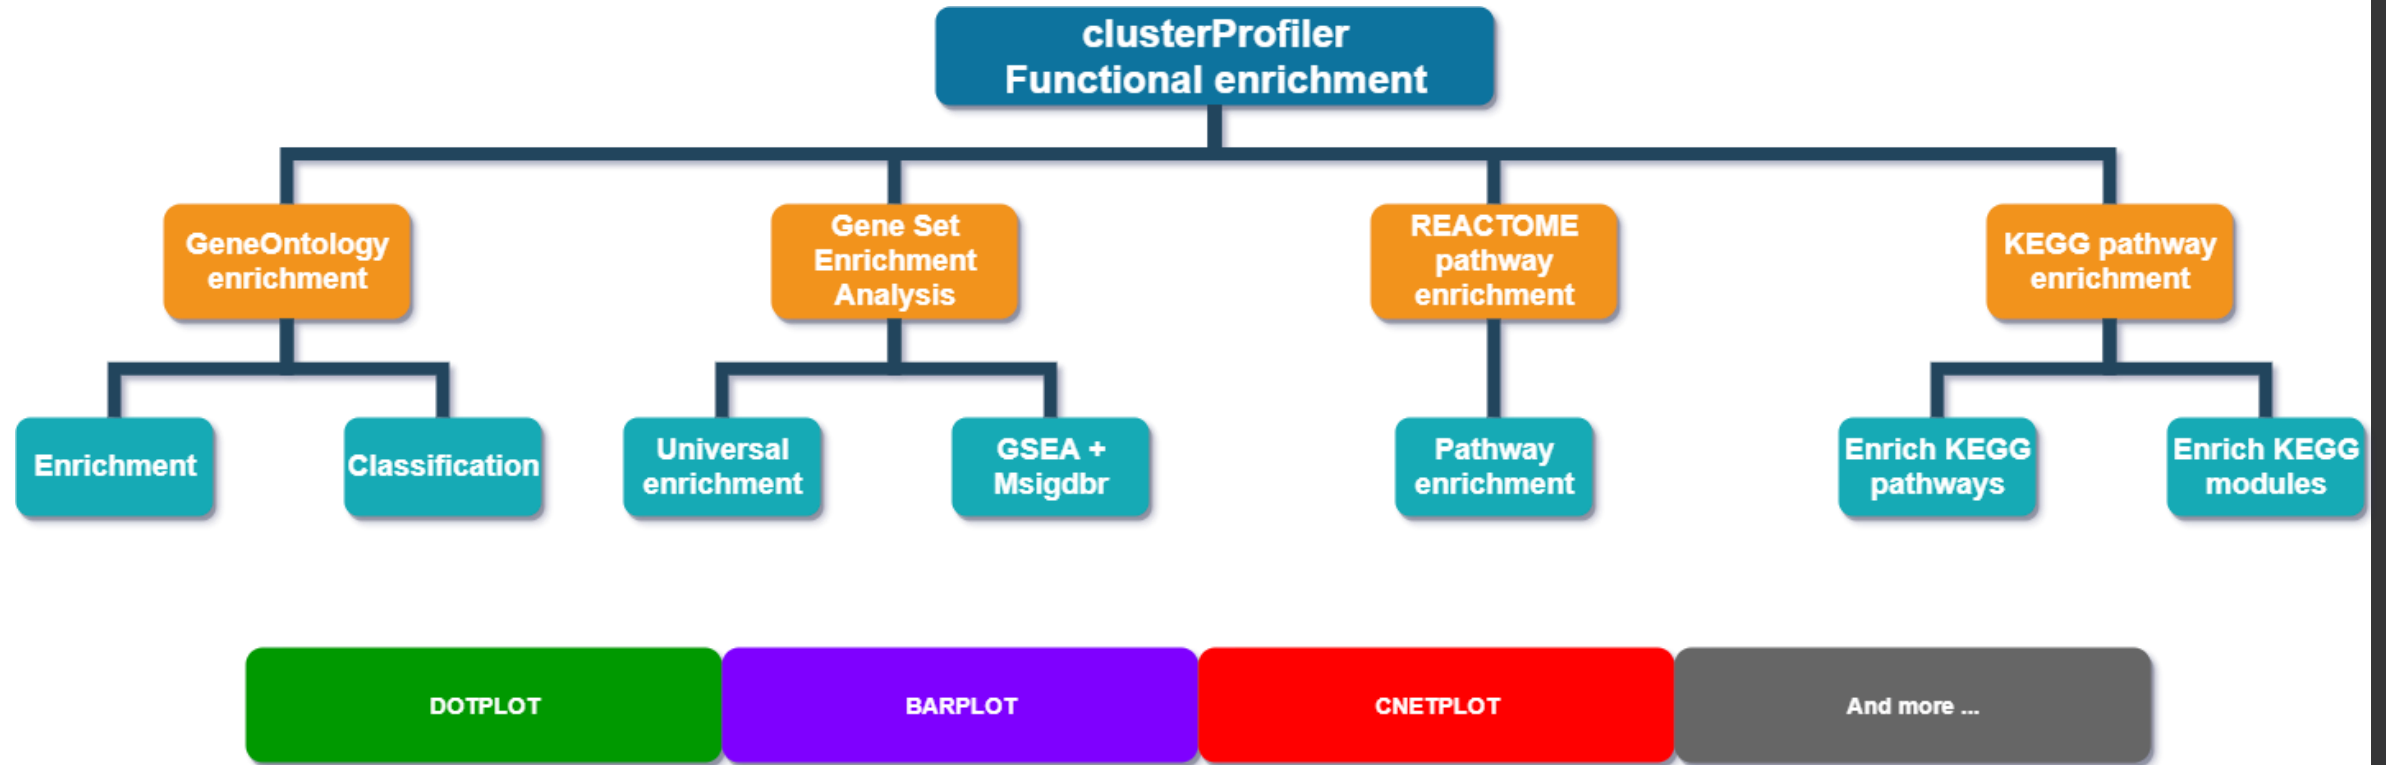 clusterProfiler
Functional enrichment
GeneOntology
enrichment
Gene Set
Enrichment
Analysis
REACTOME
pathway
enrichment
KEGG pathway
enrichment
Enrichment
Classification
Universal
enrichment
GSEA +
Msigdbr
Pathway
enrichment
Enrich KEGG
pathways
Enrich KEGG
modules
DOTPLOT
BARPLOT
CNETPLOT
And more ...